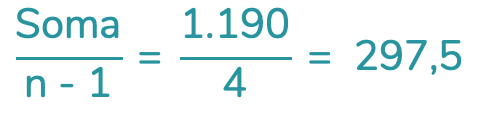 Soma / n - 1 = 1.190 / 4 = 297,5